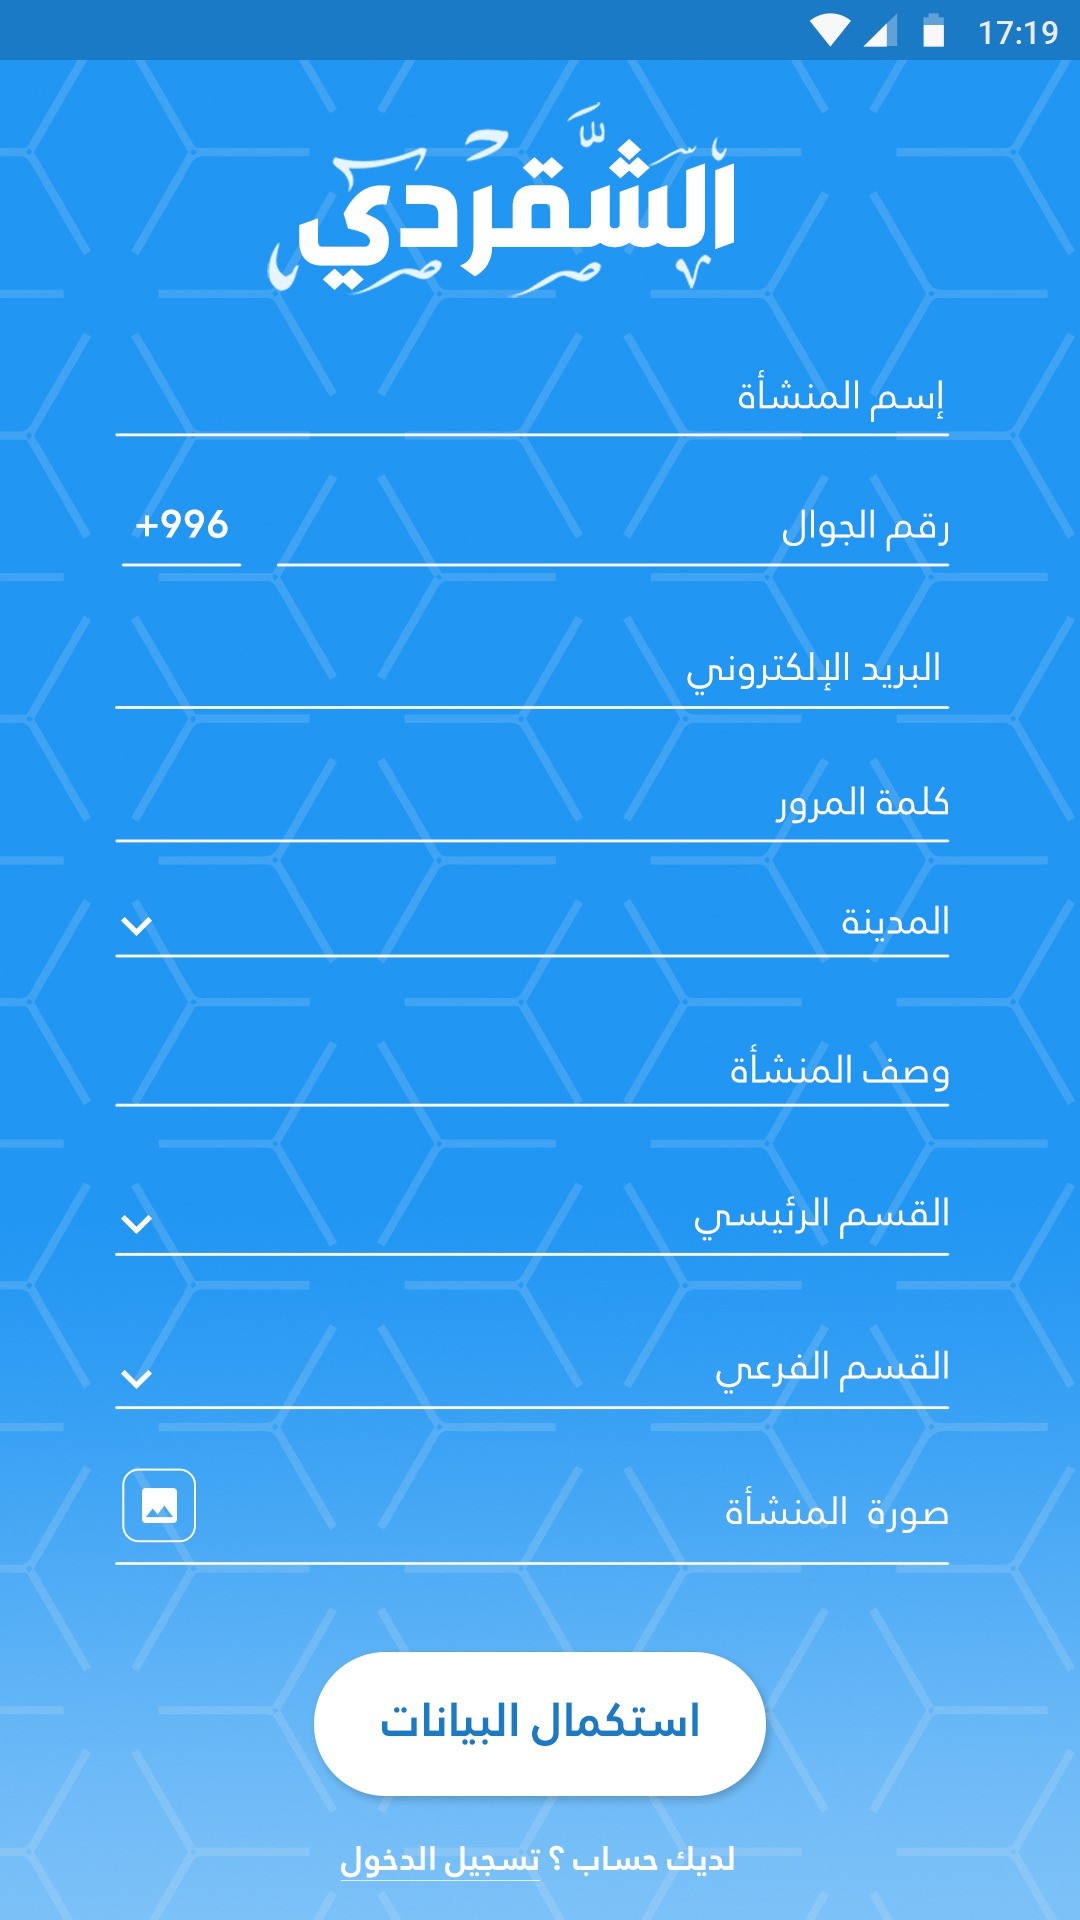 17:19
الشقردي
إسم المنشأة
رقم الجوال
+996
البريد الإلكتروني
كلمة المرور
المدينة
وصف المنشأة
القسم الرئيسي
القسم الفرعي
صورة المنشأة
استكمال البيانات
لديك حساب ؟ تسجيل الدخول